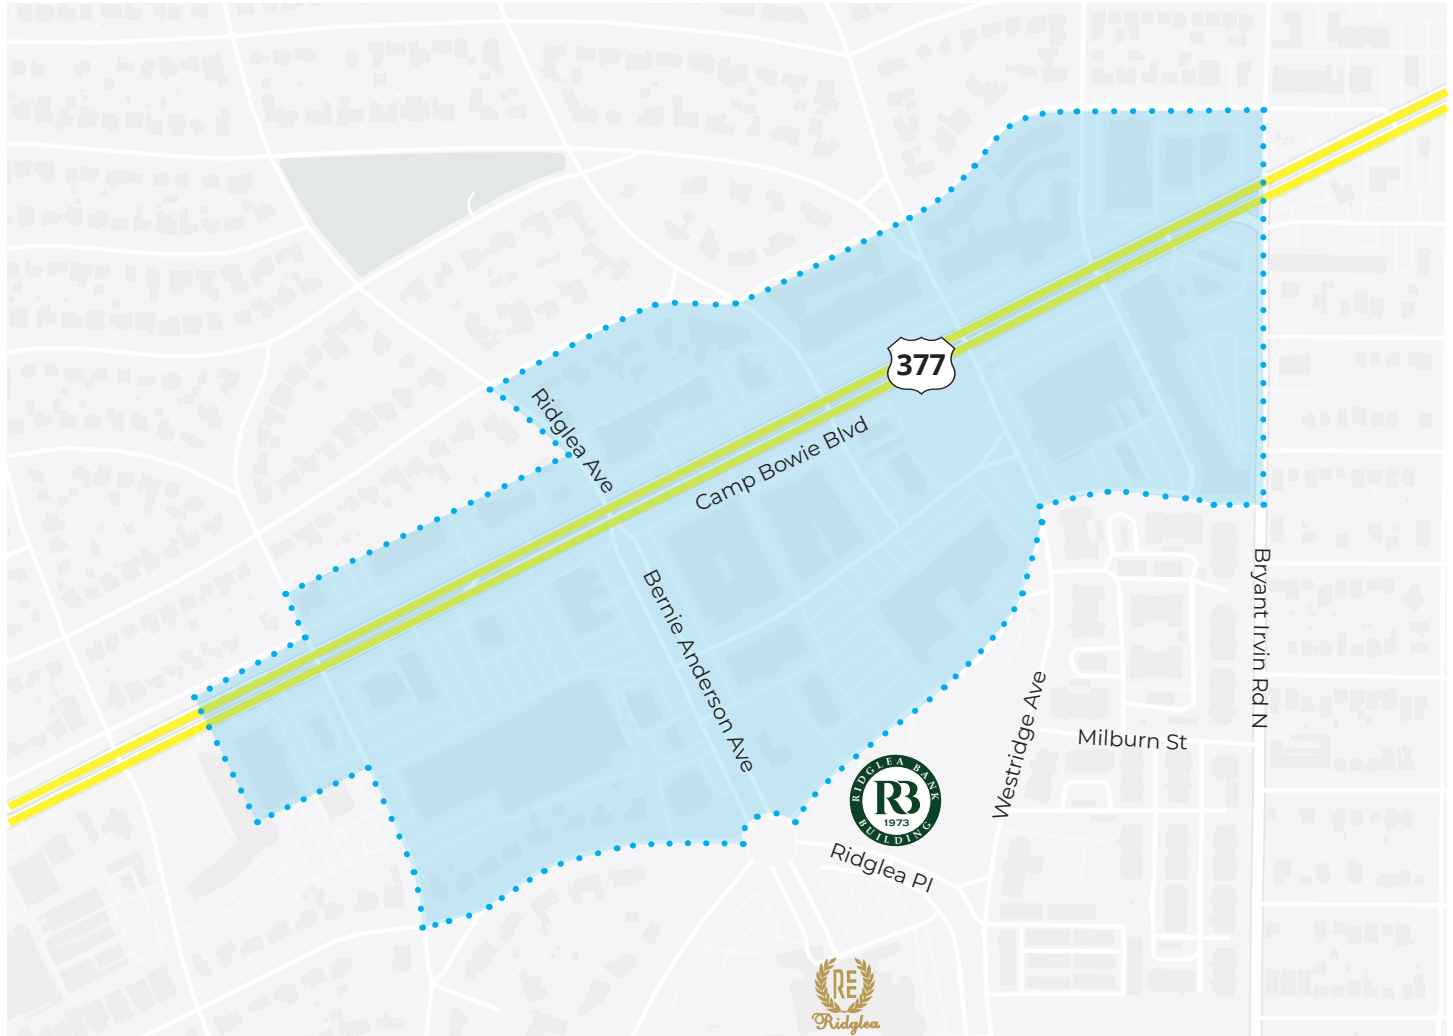 377
Ridglea Ave
Camp Bowie Blvd
Bernie Anderson Ave
Bryant Irvin Rd N
Westridge Ave
Milburn St
RIDGLEA BANK
RB
1973
BUILDING
Ridglea Pl
RE
Ridglea